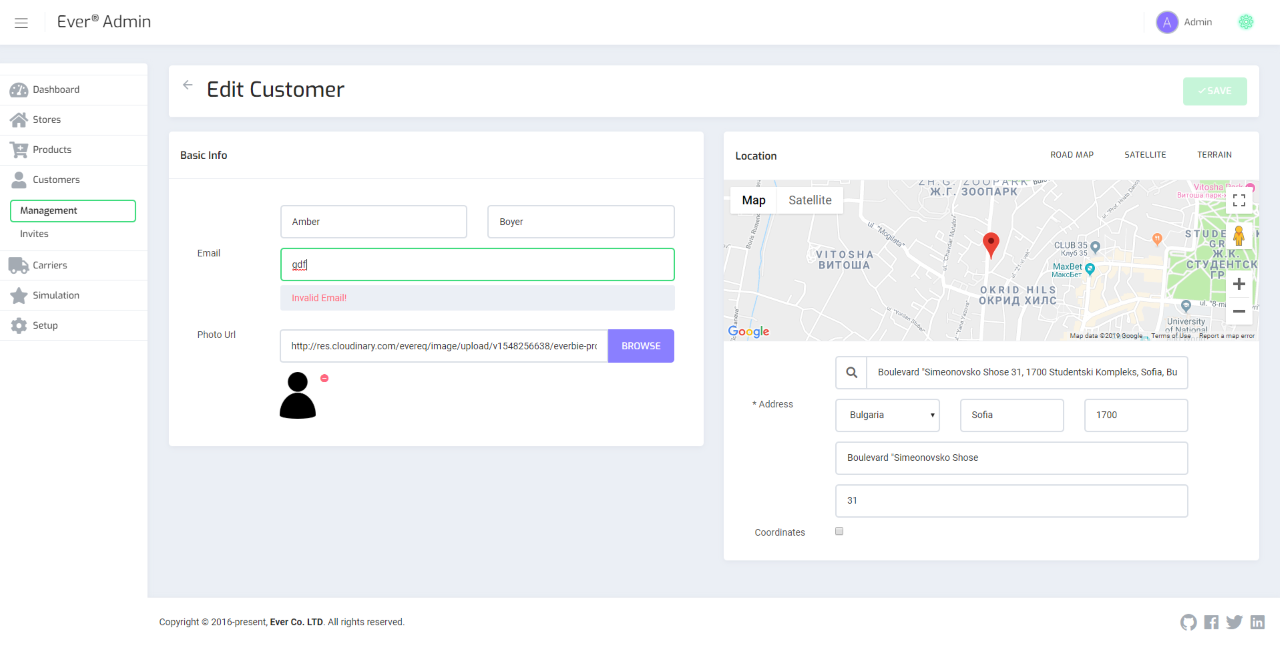 Ever® Admin
A Admin
Dashboard
Stores
Products
Customers
Management
Invites
Carriers
Simulation
Setup
Edit Customer
SAVE
Basic Info
Amber
Boyer
Email
gdf
Invalid Email!
Photo Url
http://res.cloudinary.com/evereq/image/upload/v1548256638/everbie-pro
BROWSE
Location
ROAD MAP
SATELLITE
TERRAIN
Map
Satellite
ZH.G. ZOOPARK
Ж.Г. ЗООПАРК
VITOSHA
ВИТОША
CLUB 35
Клуб 35
MaxBet
МаксБет
OKRID HILS
ОКРИД ХИЛС
Ж.К.
СТУДЕНТСК
University
of National
Google
Map data ©2019 Google
Terms of Use
Report a map error
Boulevard "Simeonovsko Shose 31, 1700 Studentski Kompleks, Sofia, Bu
* Address
Bulgaria
Sofia
1700
Boulevard "Simeonovsko Shose
31
Coordinates
Copyright © 2016-present, Ever Co. LTD. All rights reserved.